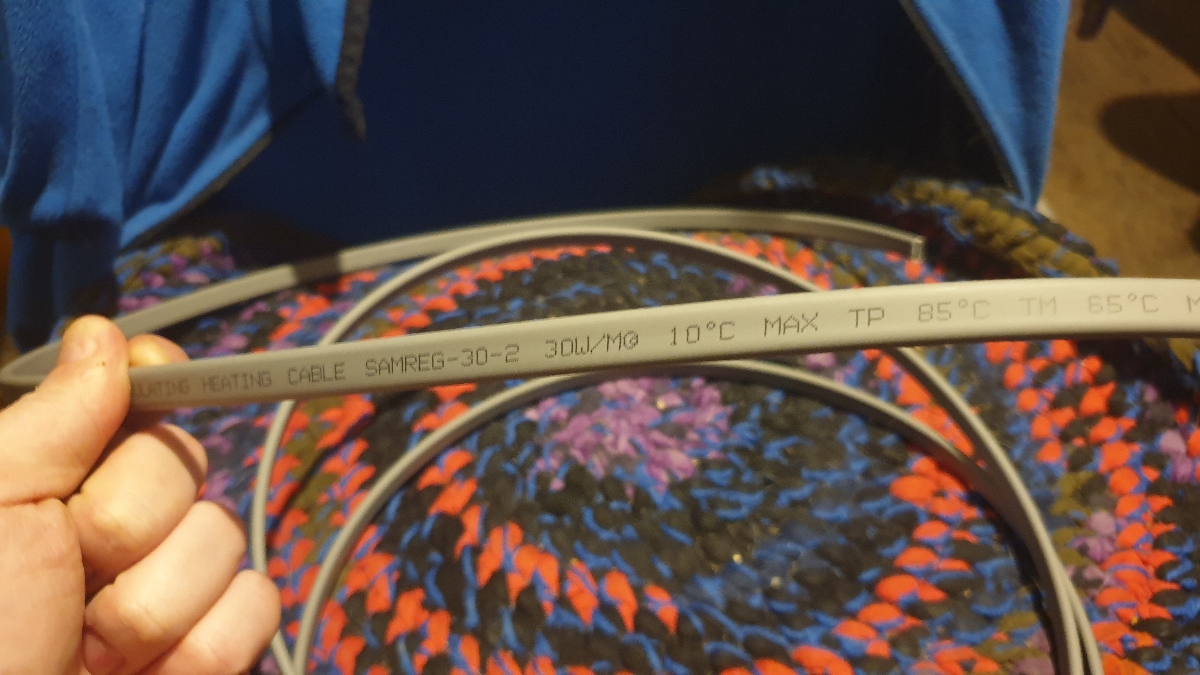 HEATING CABLE SAMREG-30-2 30W/M@ 10°C MAX TP 85°C TM 65°C